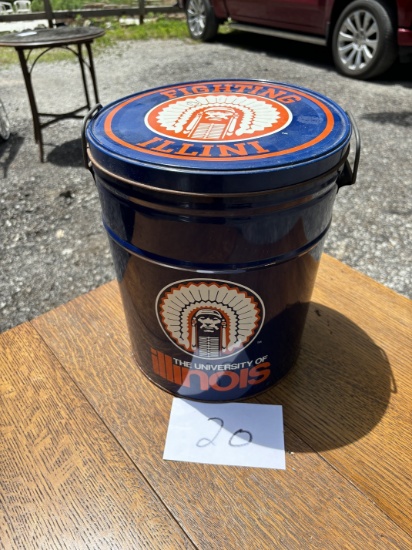 FIGHTING
ILLINI
THE UNIVERSITY OF
illinois
20